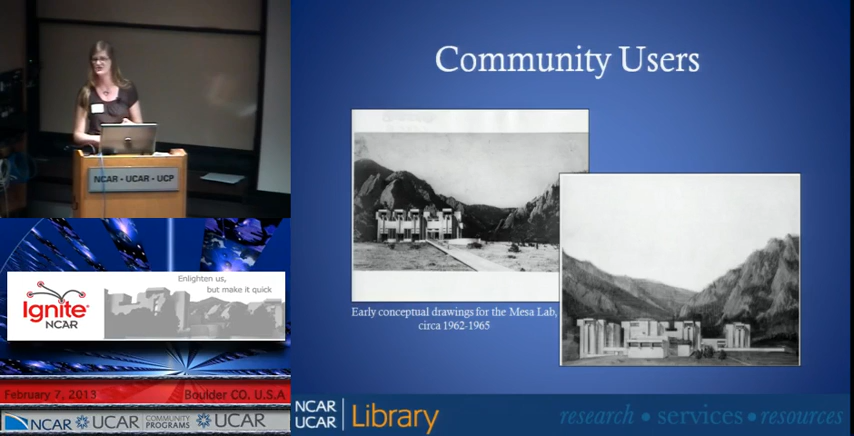 Community Users
NCAR - UCAR - UCP
Enlighten us,
but make it quick
Ignite
NCAR
Early conceptual drawings for the Mesa Lab,
circa 1962-1965
February 7, 2013
Boulder CO, U.S.A
NCAR UCAR COMMUNITY PROGRAMS UCAR
NCAR
UCAR
Library
research • services • resources